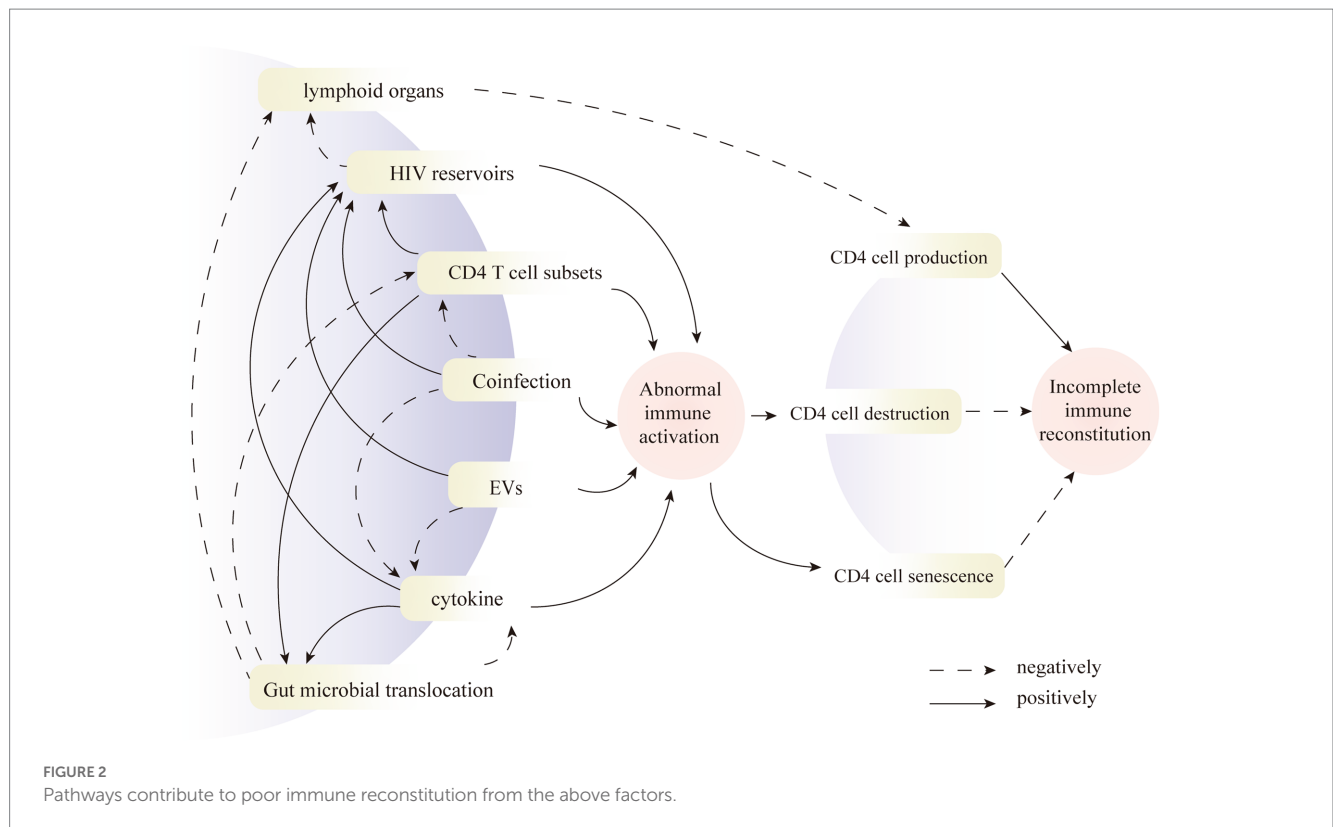 lymphoid organs
HIV reservoirs
CD4 T cell subsets
Coinfection
EVs
cytokine
Gut microbial translocation
Abnormal
immune
activation
CD4 cell production
CD4 cell destruction
CD4 cell senescence
Incomplete
immune
reconstitution
negatively
positively
FIGURE 2
Pathways contribute to poor immune reconstitution from the above factors.